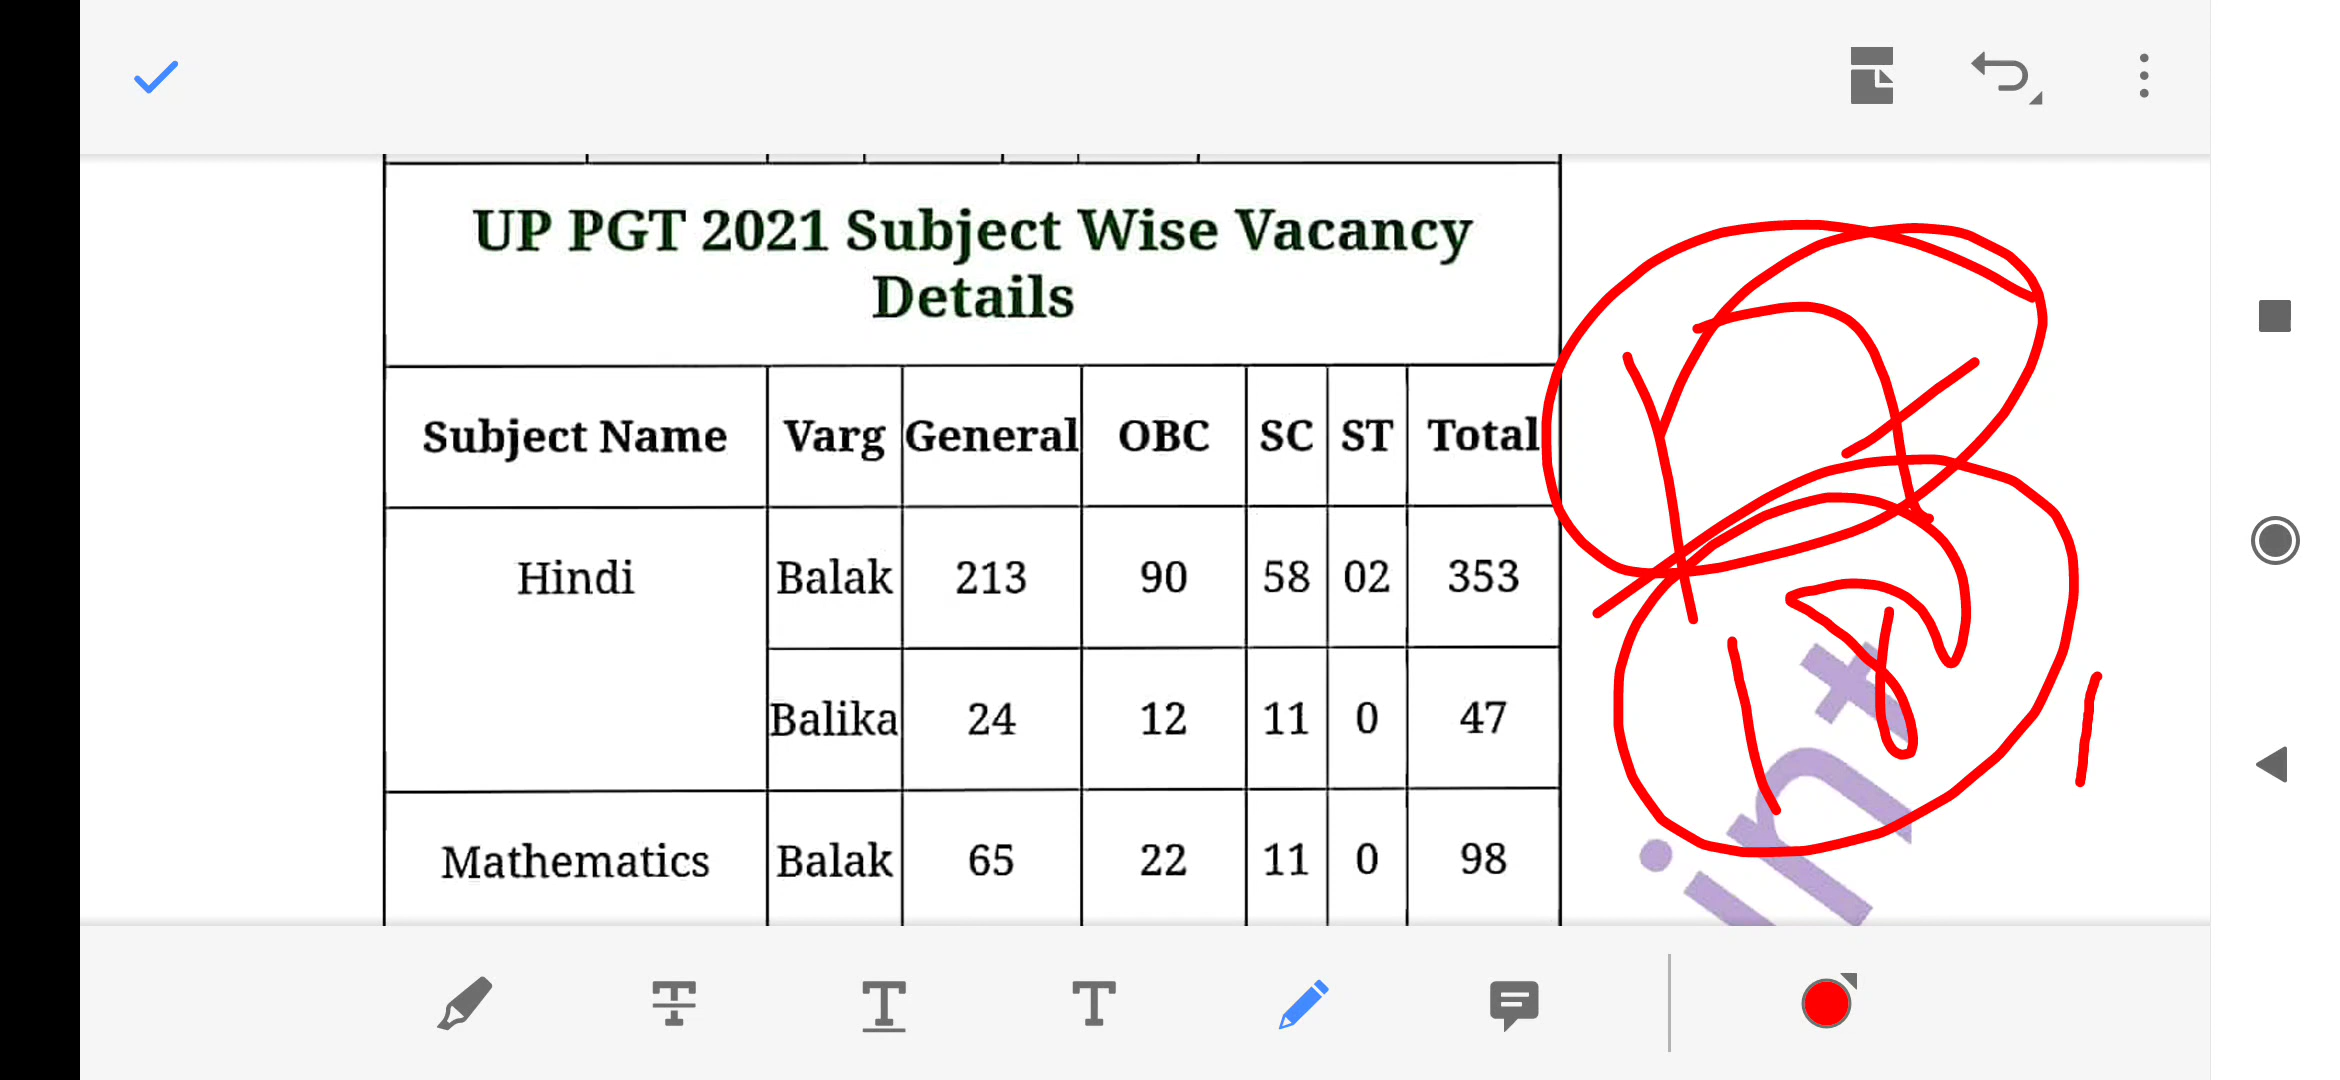 UP PGT 2021 Subject Wise Vacancy
Details
Subject Name Varg General OBC SC ST Total
Hindi Balak 213 90 58 02 353
Balika 24 12 11 0 47
Mathematics Balak 65 22 11 0 98